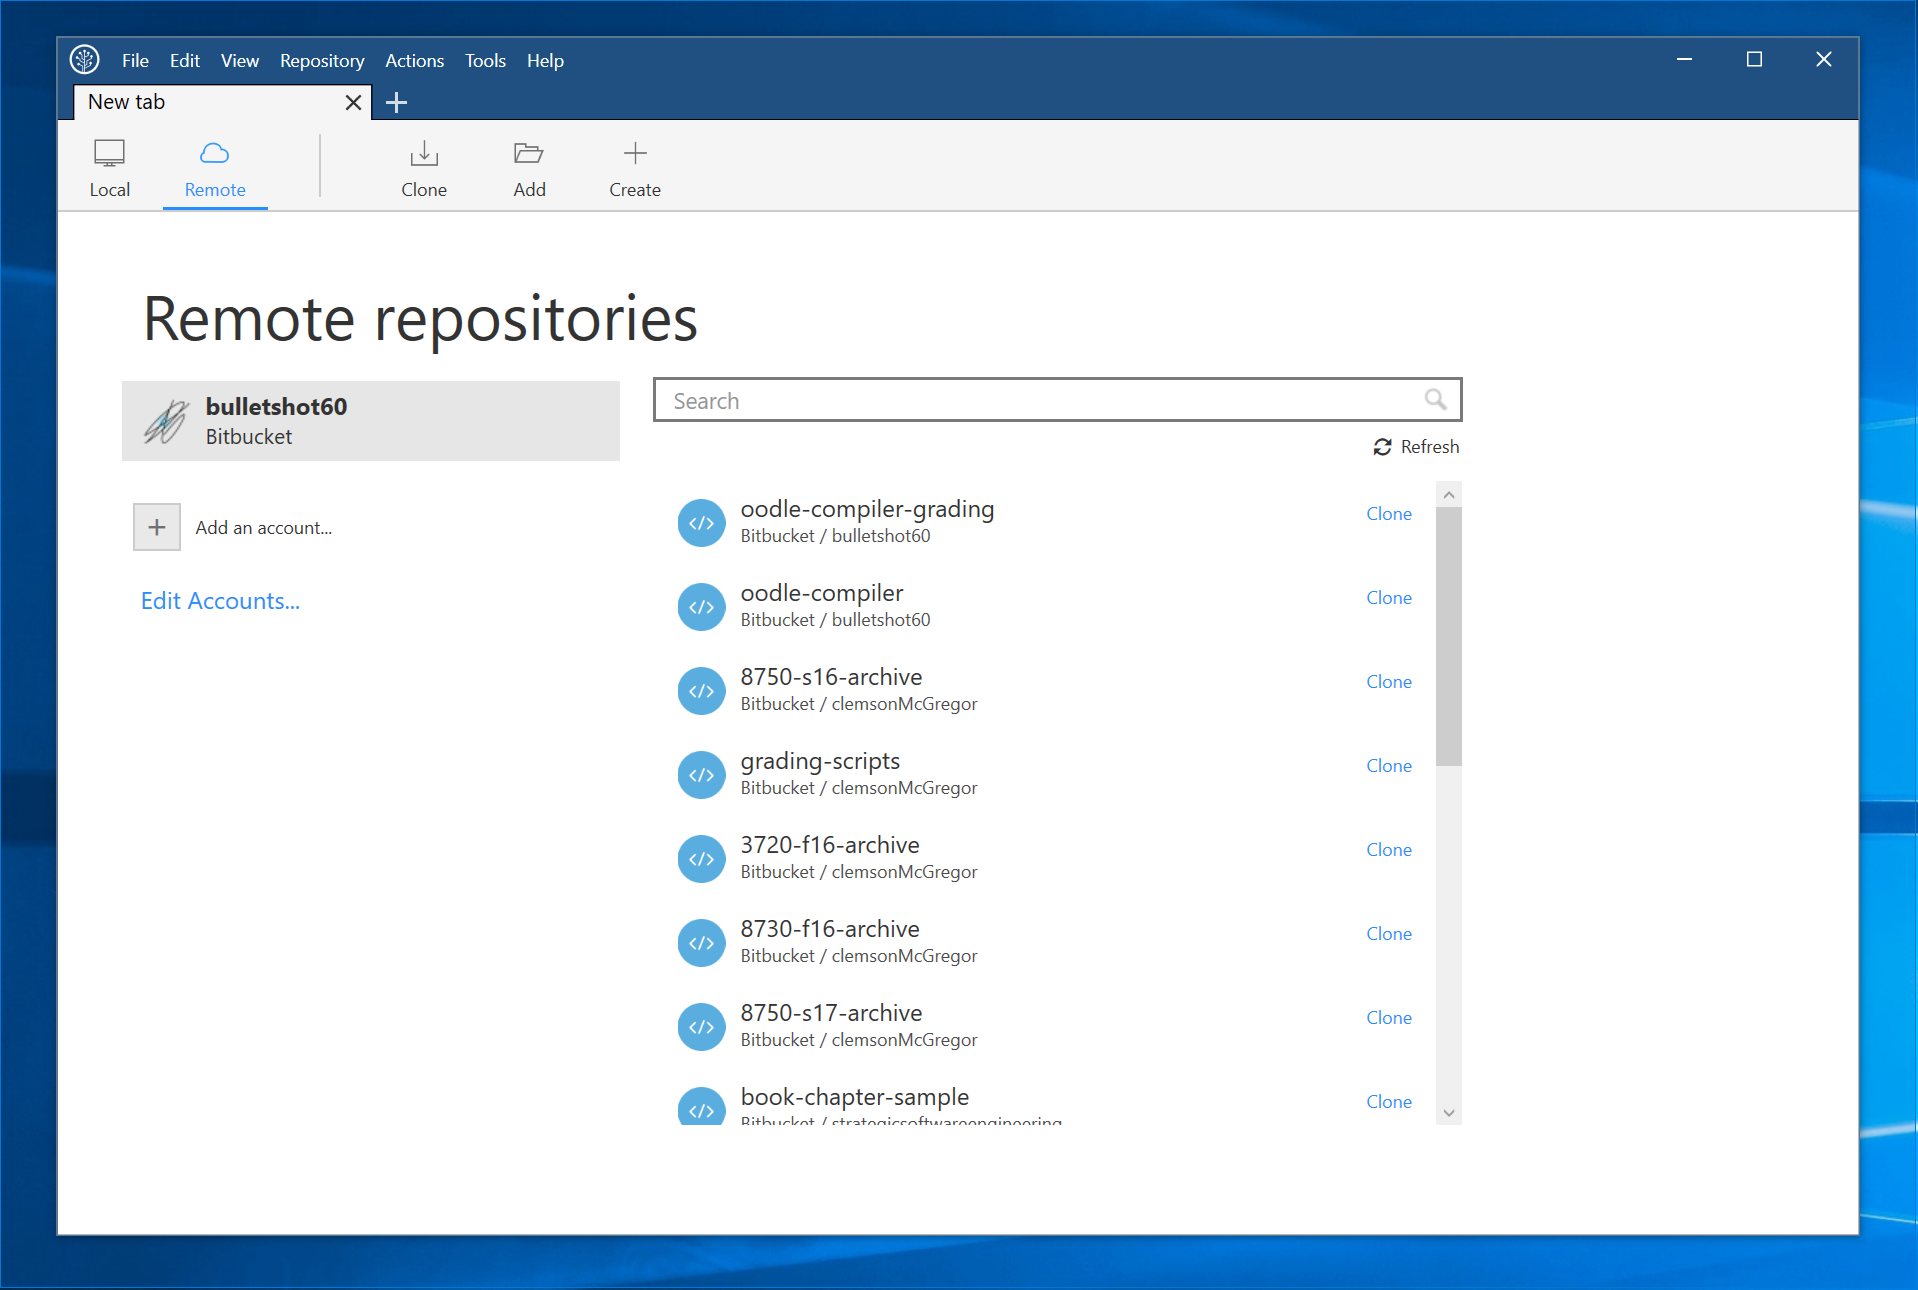 File Edit View Repository Actions Tools Help
New tab
Local Remote Clone Add Create
Remote repositories
bulletshot60
Bitbucket
Add an account...
Edit Accounts...
Search
Refresh
oodle-compiler-grading
Bitbucket / bulletshot60
Clone
oodle-compiler
Bitbucket / bulletshot60
Clone
8750-s16-archive
Bitbucket / clemsonMcGregor
Clone
grading-scripts
Bitbucket / clemsonMcGregor
Clone
3720-f16-archive
Bitbucket / clemsonMcGregor
Clone
8730-f16-archive
Bitbucket / clemsonMcGregor
Clone
8750-s17-archive
Bitbucket / clemsonMcGregor
Clone
book-chapter-sample
Bitbucket / strategicsoftwareengineering
Clone